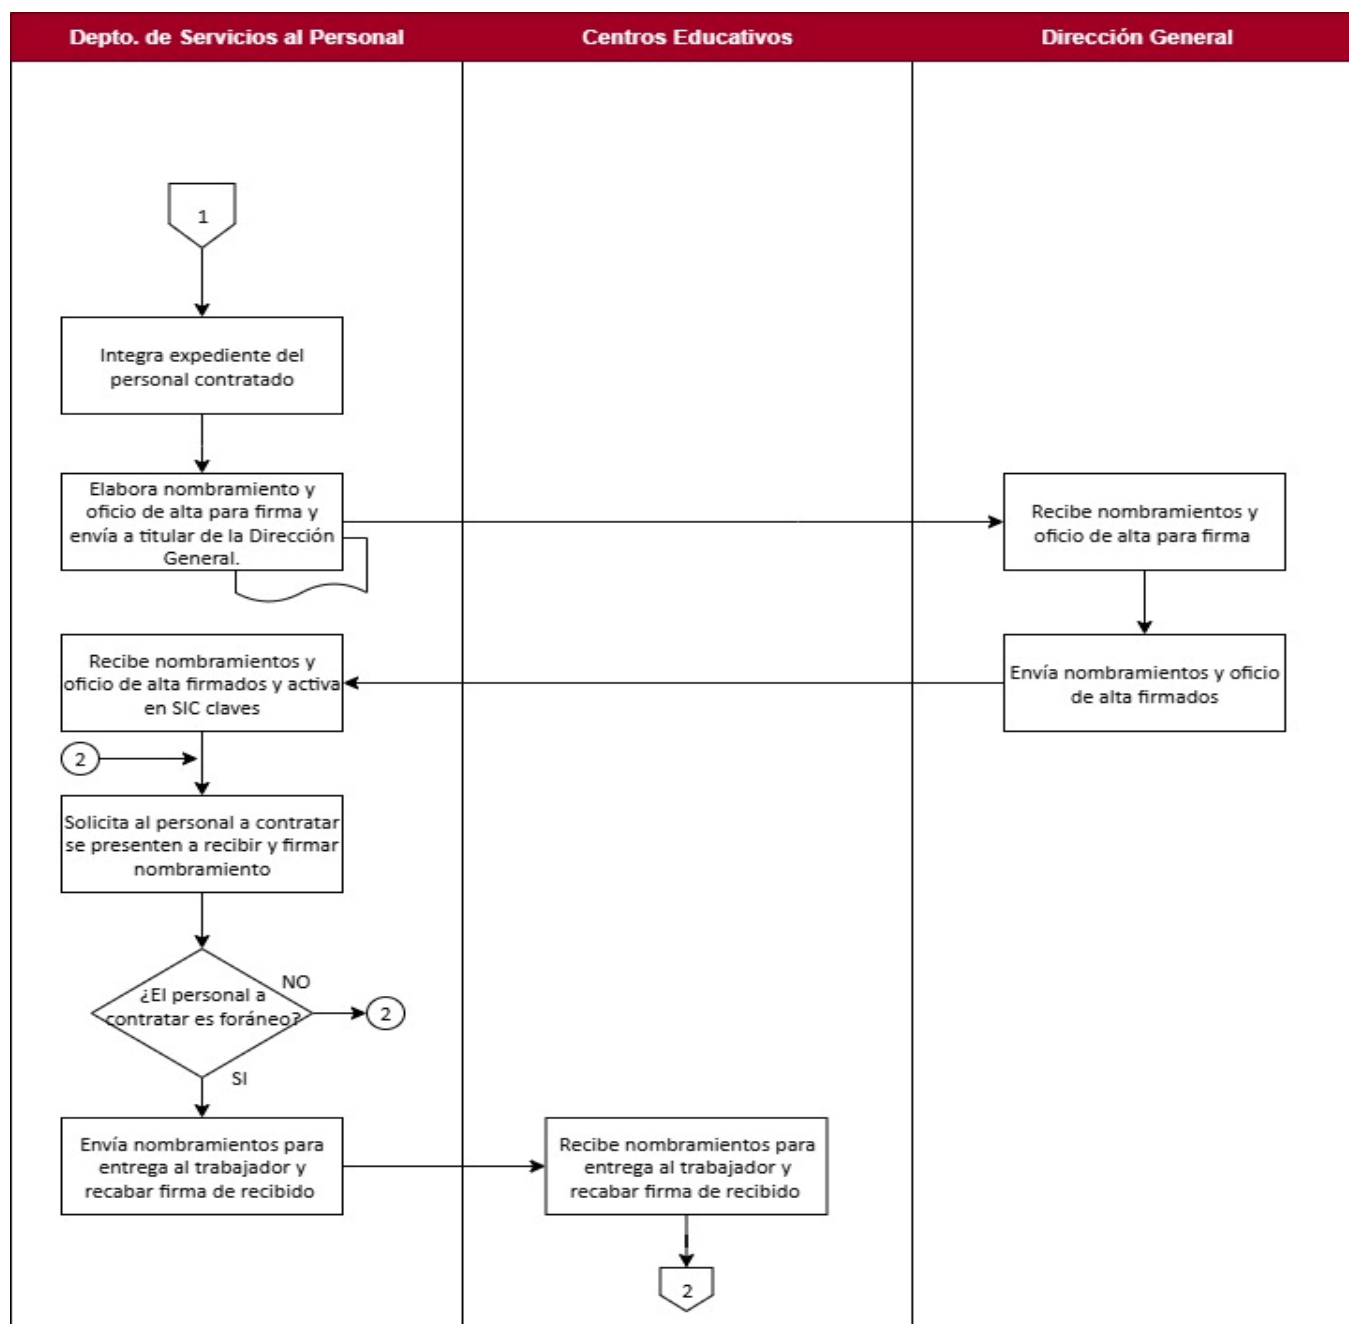 Depto. de Servicios al Personal
Centros Educativos
Dirección General
1
Integra expediente del
personal contratado
Elabora nombramiento y
oficio de alta para firma y
envía a titular de la Dirección
General.
Recibe nombramientos y
oficio de alta para firma
Recibe nombramientos y
oficio de alta firmados y activa
en SIC claves
Envía nombramientos y oficio
de alta firmados
2
Solicita al personal a contratar
se presenten a recibir y firmar
nombramiento
¿El personal a
contratar es foráneo?
NO
2
SI
Envía nombramientos para
entrega al trabajador y
recabar firma de recibido
Recibe nombramientos para
entrega al trabajador y
recabar firma de recibido
2